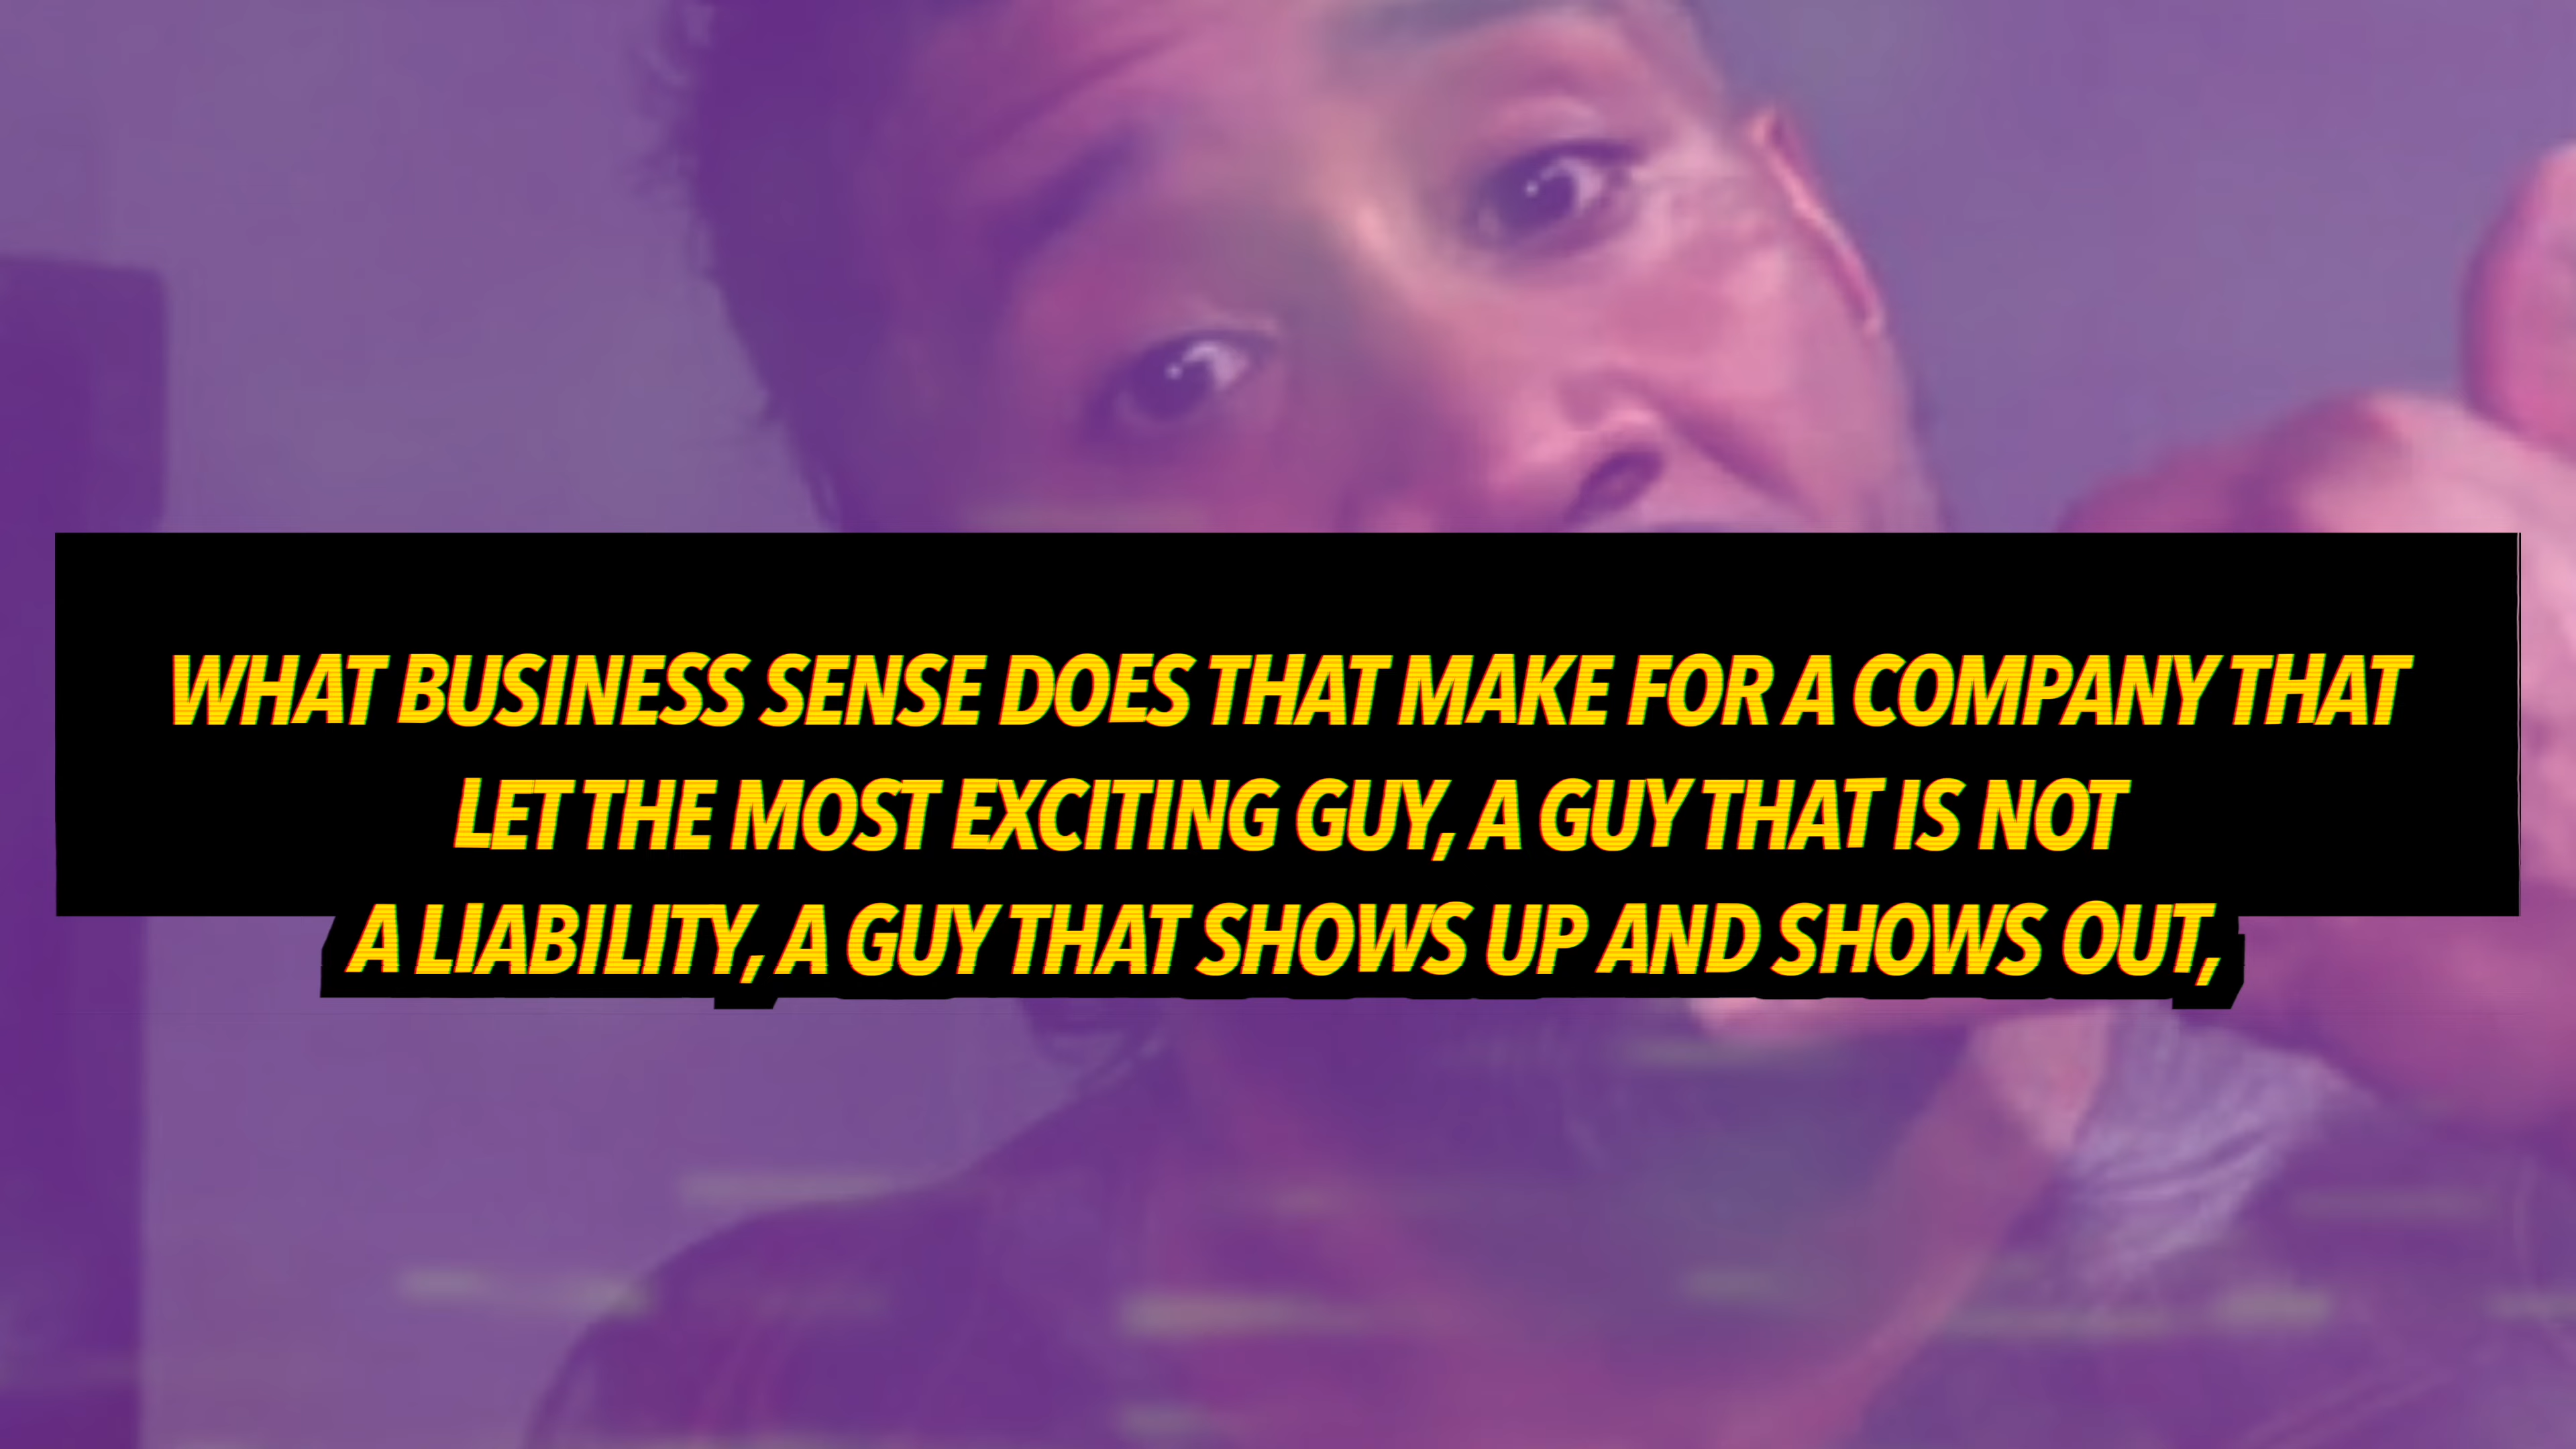 WHAT BUSINESS SENSE DOES THAT MAKE FOR A COMPANY THAT
LET THE MOST EXCITING GUY, A GUY THAT IS NOT
A LIABILITY, A GUY THAT SHOWS UP AND SHOWS OUT,